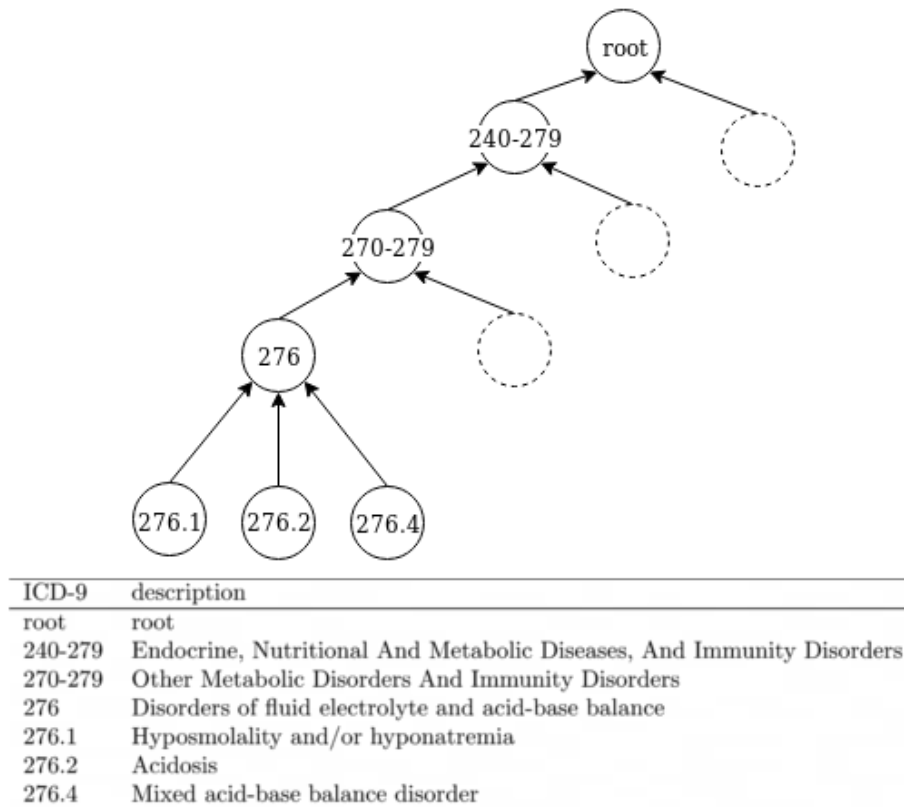 root
240-279
270-279
276
276.1 276.2 276.4
ICD-9 description
root root
240-279 Endocrine, Nutritional And Metabolic Diseases, And Immunity Disorders
270-279 Other Metabolic Disorders And Immunity Disorders
276 Disorders of fluid electrolyte and acid-base balance
276.1 Hyposmolality and/or hyponatremia
276.2 Acidosis
276.4 Mixed acid-base balance disorder